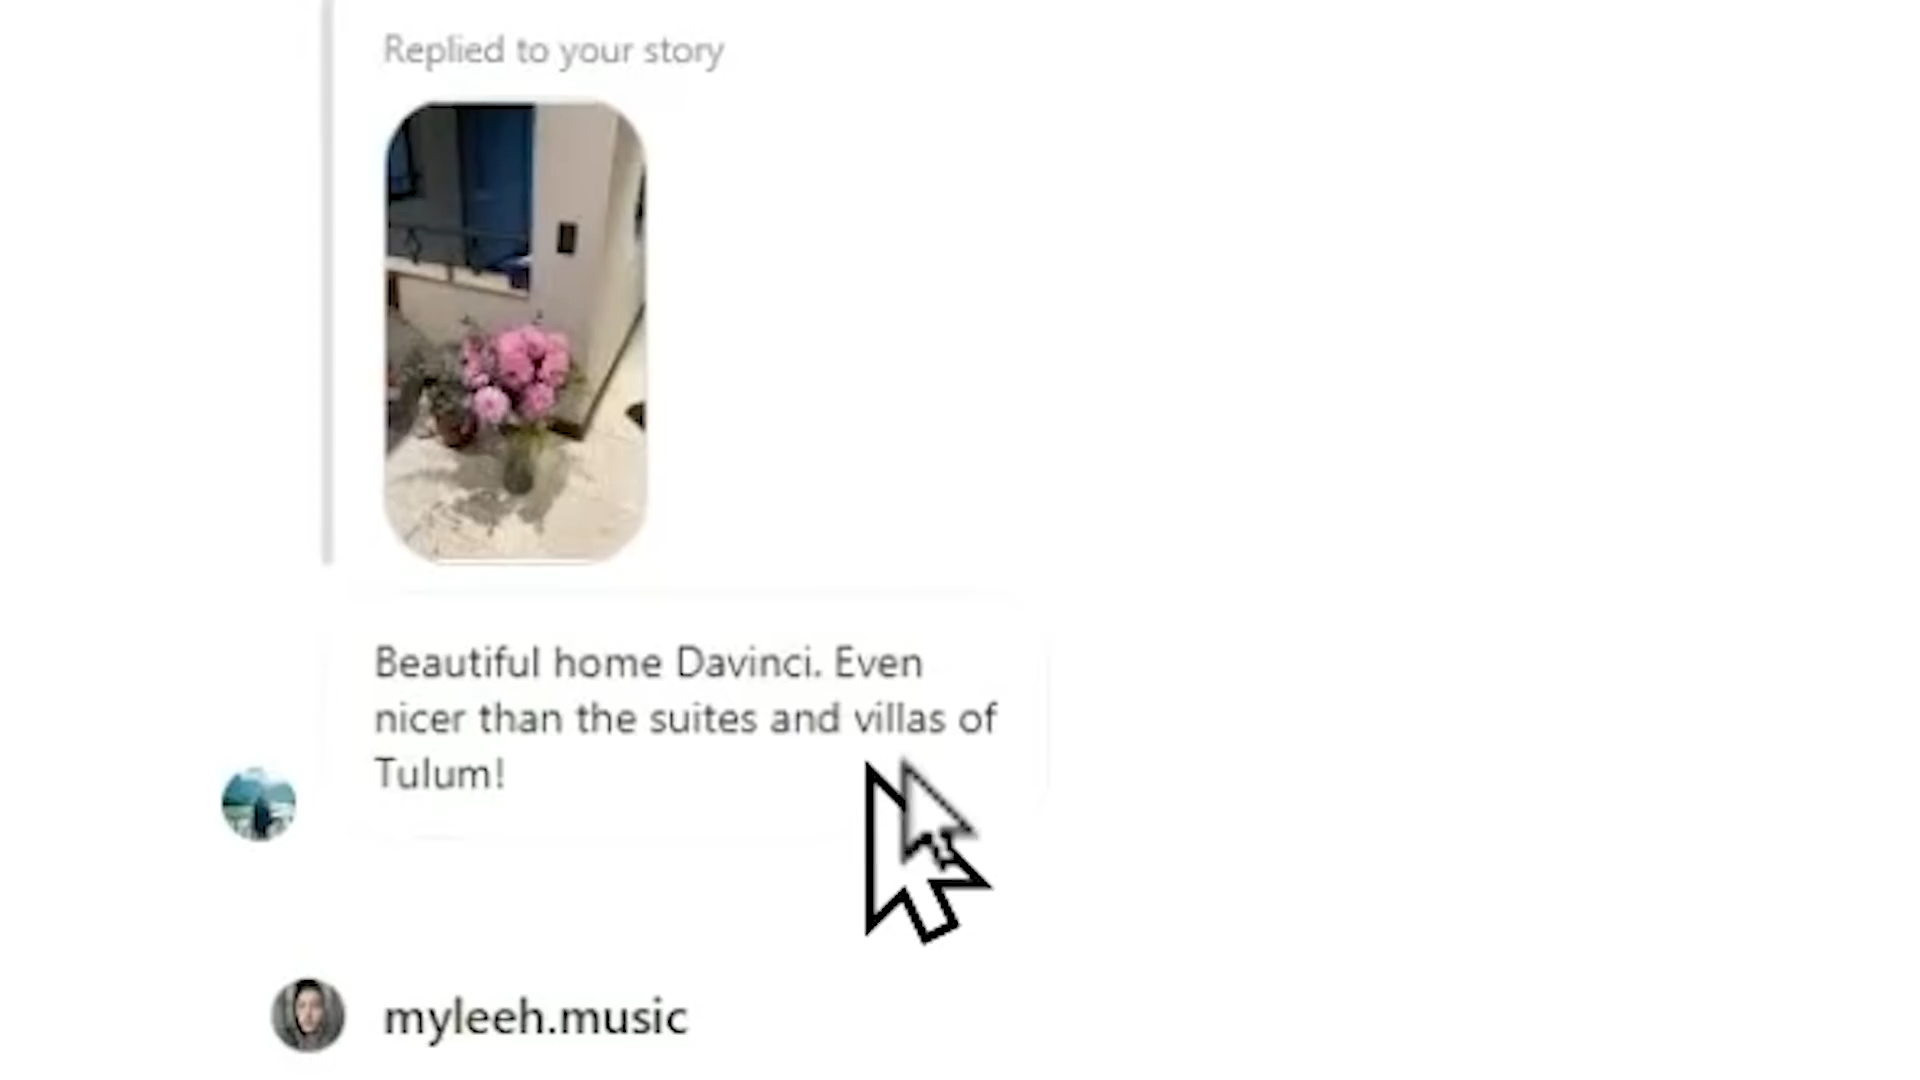 Replied to your story
Beautiful home Davinci. Even
nicer than the suites and villas of
Tulum!
myleeh.music